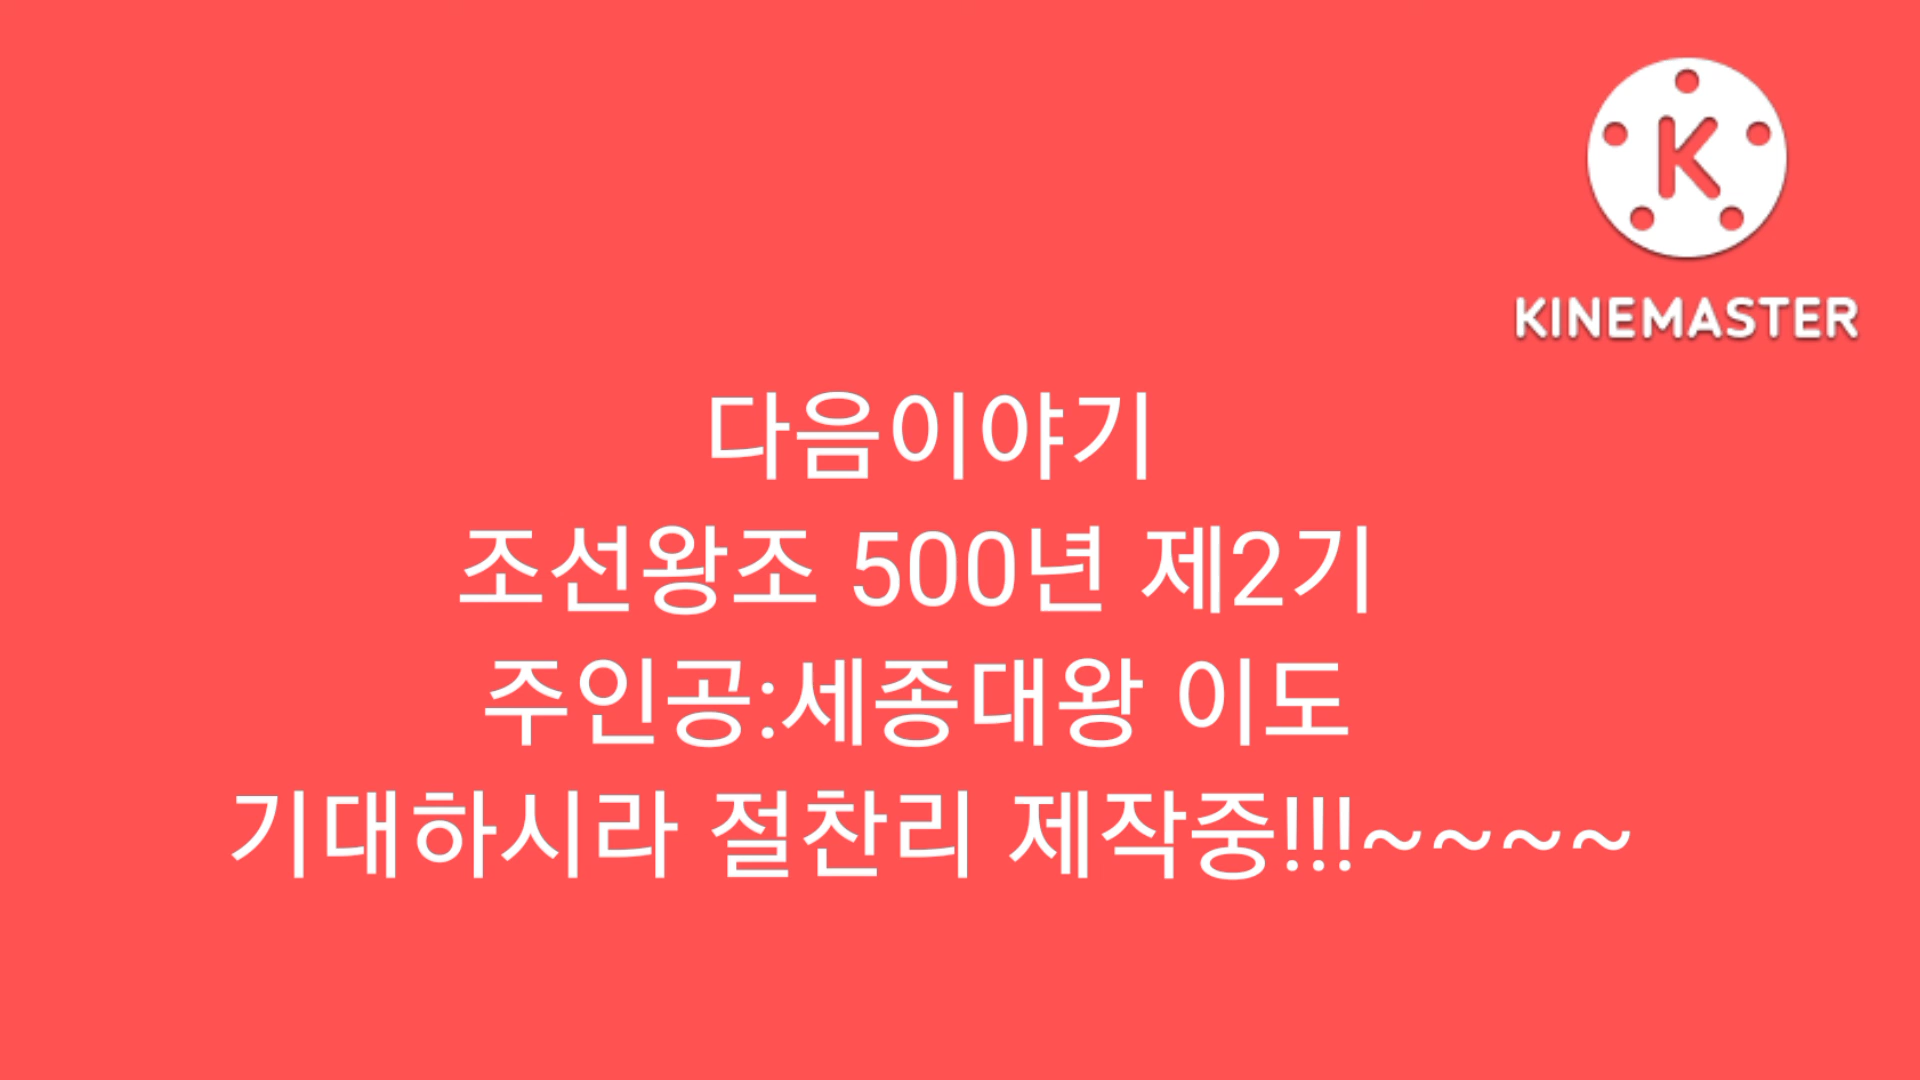 K
KINEMASTER
다음이야기
조선왕조 500년 제2기
주인공:세종대왕 이도
기대하시라 절찬리 제작중!!!~~~~